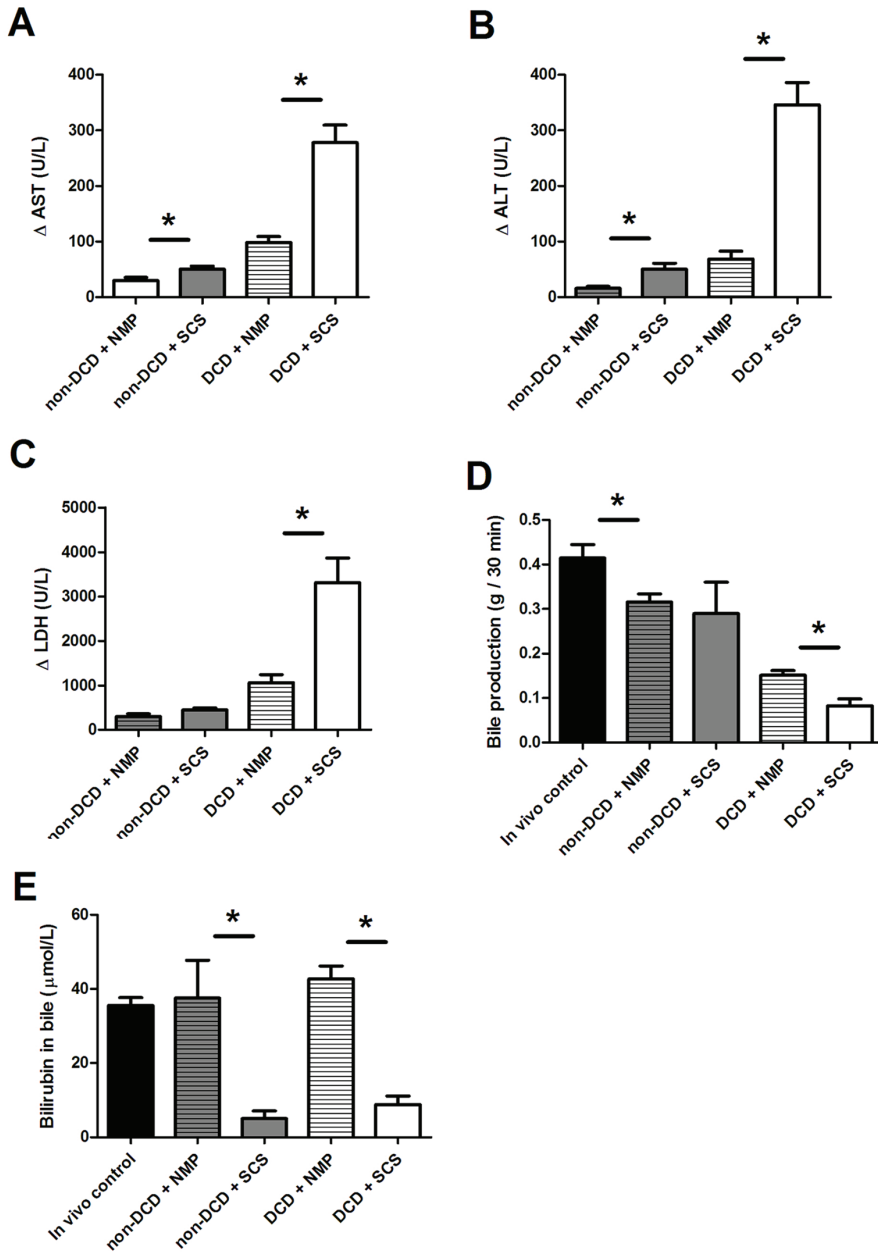 A
Δ AST (U/L)
400
300
200
100
0
*
*
non-DCD + NMP
non-DCD + SCS
DCD + NMP
DCD + SCS
B
Δ ALT (U/L)
400
300
200
100
0
*
*
non-DCD + NMP
non-DCD + SCS
DCD + NMP
DCD + SCS
C
Δ LDH (U/L)
5000
4000
3000
2000
1000
0
*
non-DCD + NMP
non-DCD + SCS
DCD + NMP
DCD + SCS
D
Bile production (g / 30 min)
0.5
0.4
0.3
0.2
0.1
0.0
*
*
In vivo control
non-DCD + NMP
non-DCD + SCS
DCD + NMP
DCD + SCS
E
Bilirubin in bile ( μmol/L)
60
40
20
0
*
*
In vivo control
non-DCD + NMP
non-DCD + SCS
DCD + NMP
DCD + SCS